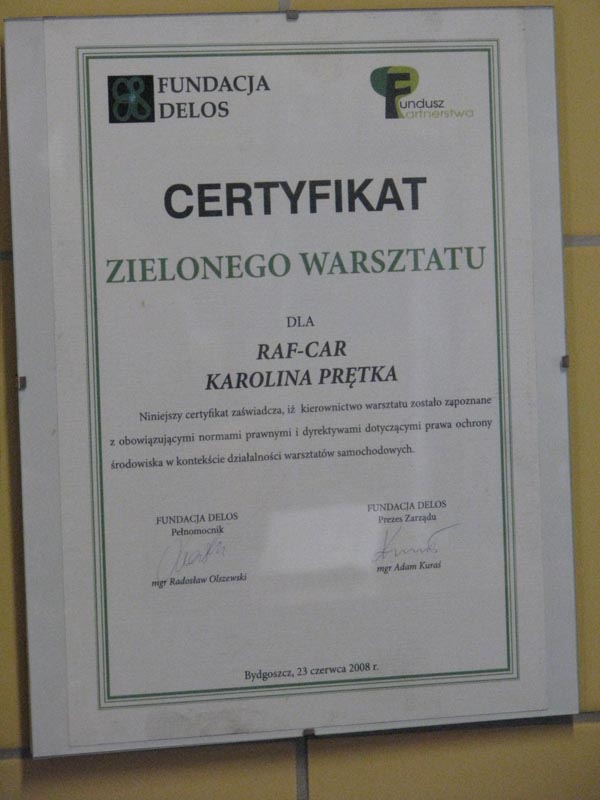 FUNDACJA
DELOS
Fundusz
Partnerstwa
CERTYFIKAT
ZIELONEGO WARSZTATU
DLA
RAF-CAR
KAROLINA PRĘTKA
Niniejszy certyfikat zaświadcza, iż kierownictwo warsztatu zostało zapoznane
z obowiązującymi normami prawnymi i dyrektywami dotyczącymi prawa ochrony
środowiska w kontekście działalności warsztatów samochodowych.
FUNDACJA DELOS
Pełnomocnik
mgr Radosław Olszewski
FUNDACJA DELOS
Prezes Zarządu
mgr Adam Kuraś
Bydgoszcz, 23 czerwca 2008 r.